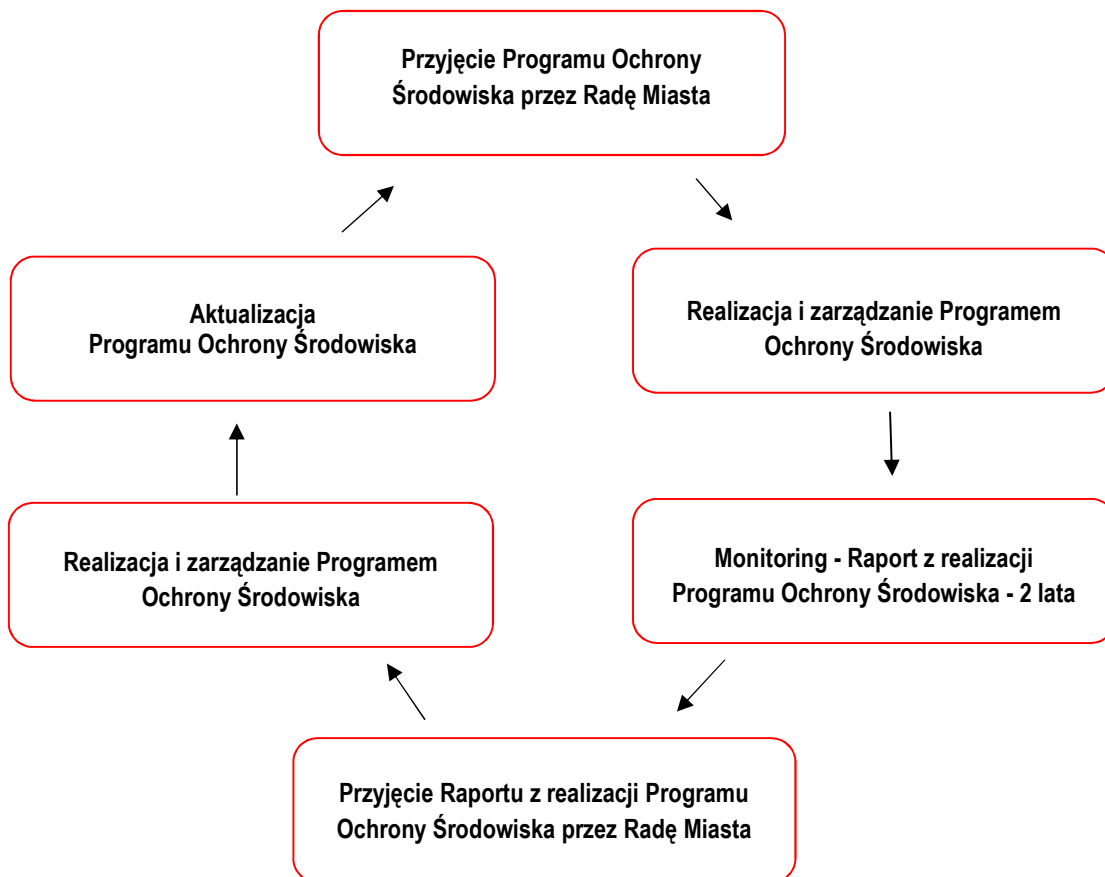 Przyjęcie Programu Ochrony
Środowiska przez Radę Miasta
Aktualizacja
Programu Ochrony Środowiska
Realizacja i zarządzanie Programem
Ochrony Środowiska
Realizacja i zarządzanie Programem
Ochrony Środowiska
Monitoring - Raport z realizacji
Programu Ochrony Środowiska - 2 lata
Przyjęcie Raportu z realizacji Programu
Ochrony Środowiska przez Radę Miasta